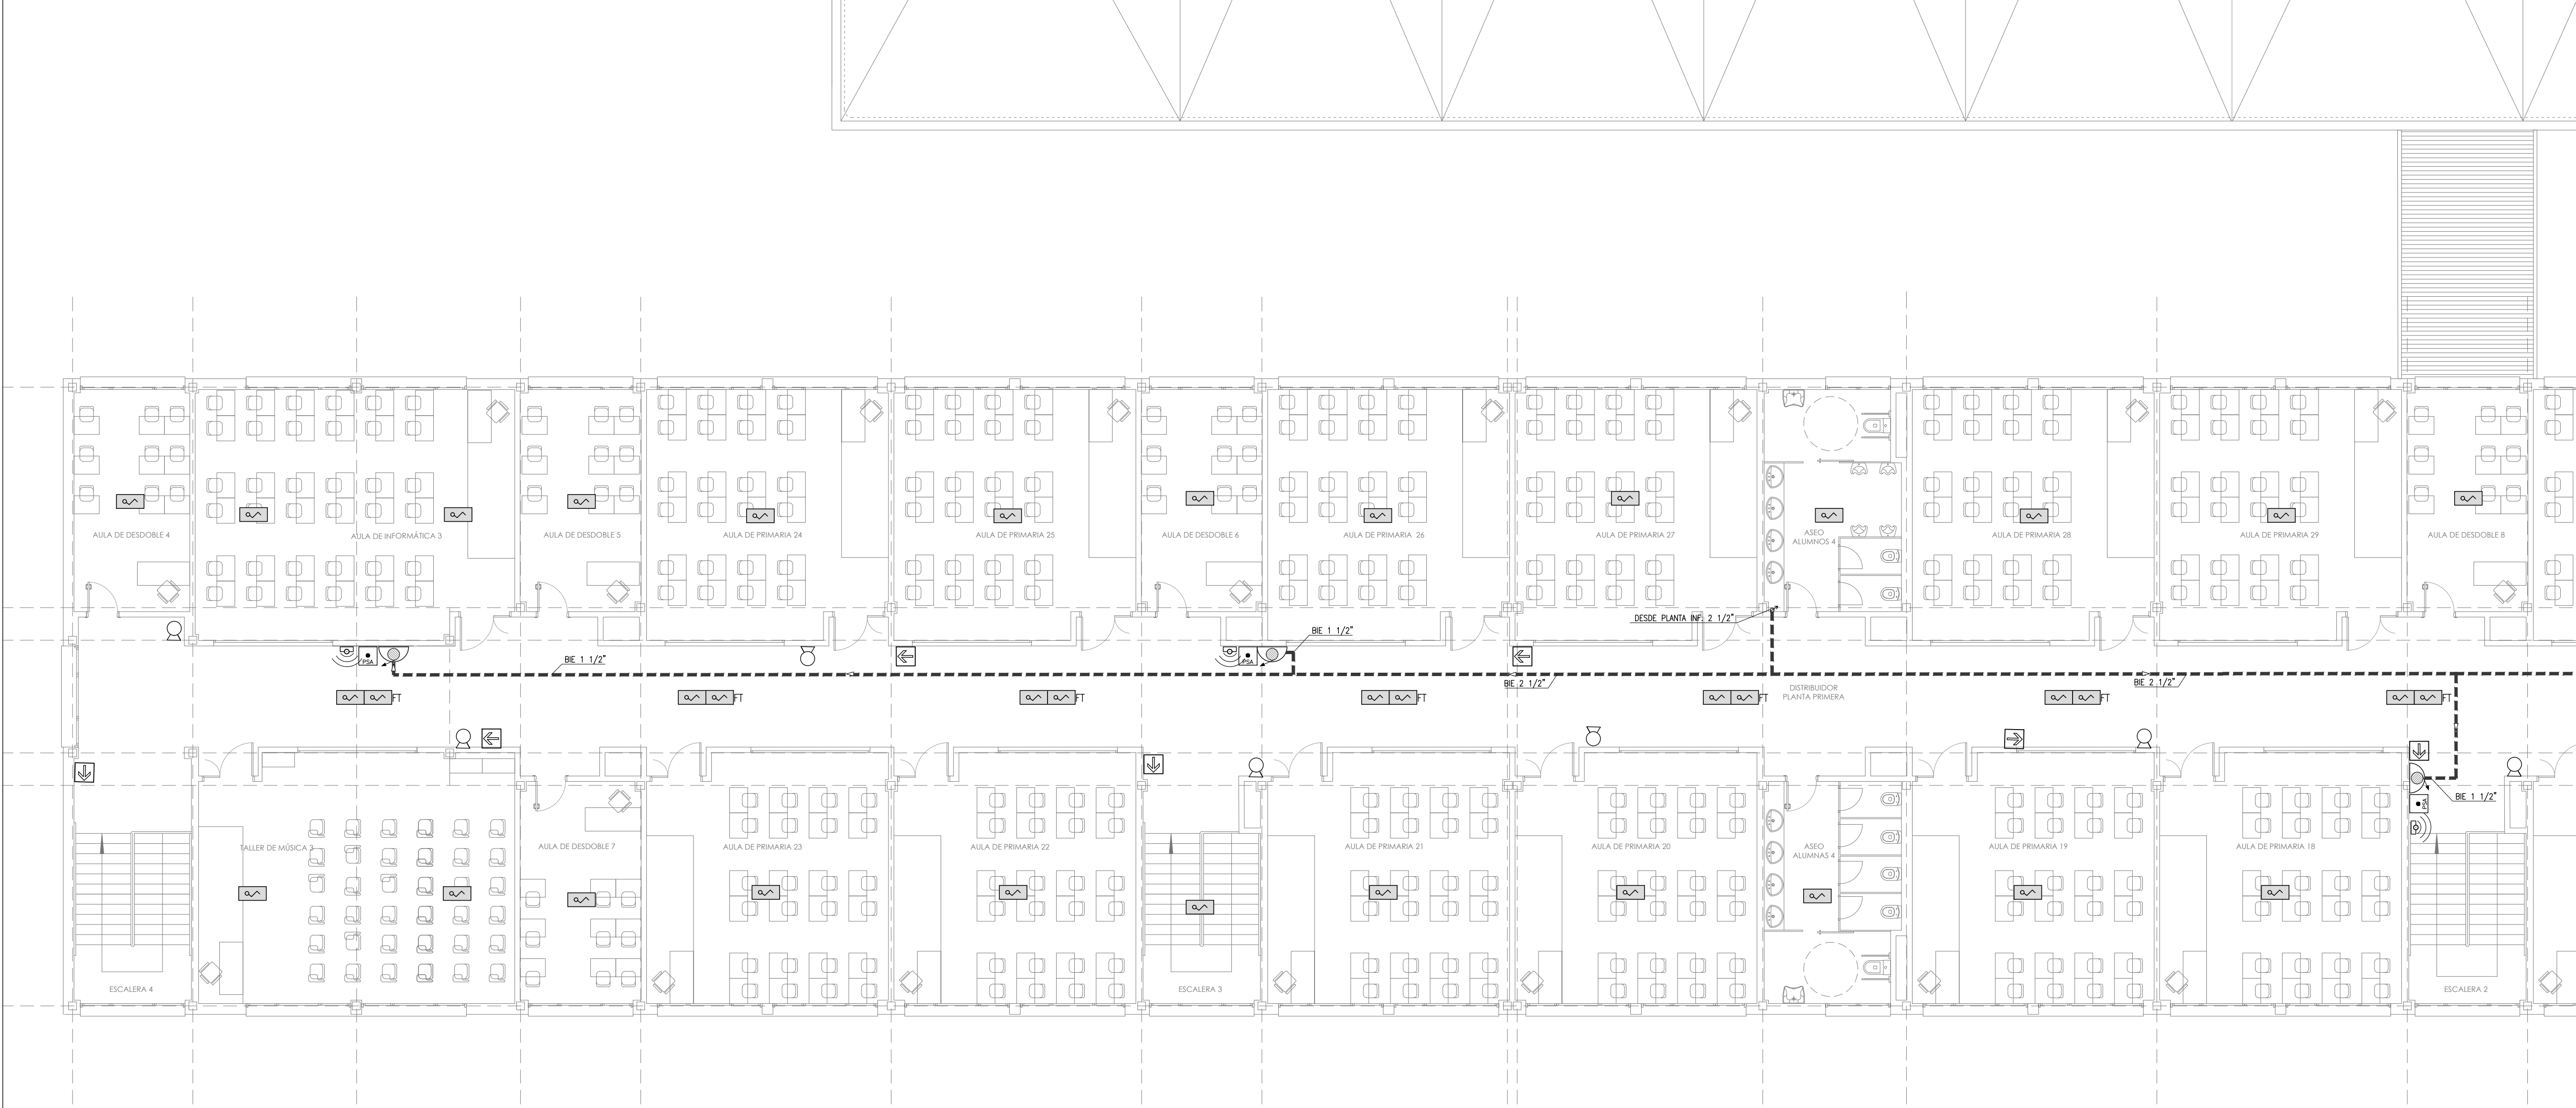 AULA DE DESDOBLE 4
AULA DE INFORMÁTICA 3
AULA DE DESDOBLE 5
AULA DE PRIMARIA 24
AULA DE PRIMARIA 25
AULA DE DESDOBLE 6
AULA DE PRIMARIA 26
AULA DE PRIMARIA 27
ASEO
ALUMNOS 4
AULA DE PRIMARIA 28
AULA DE PRIMARIA 29
AULA DE DESDOBLE 8
DESDE PLANTA INF. 2 1/2"
BIE 1 1/2"
PSA
BIE 1 1/2"
PSA
BIE 2 1/2"
DISTRIBUIDOR
PLANTA PRIMERA
BIE 2 1/2"
FT
FT
FT
FT
FT
FT
FT
BIE 1 1/2"
PSA
TALLER DE MÚSICA 3
AULA DE DESDOBLE 7
AULA DE PRIMARIA 23
AULA DE PRIMARIA 22
AULA DE PRIMARIA 21
AULA DE PRIMARIA 20
ASEO
ALUMNAS 4
AULA DE PRIMARIA 19
AULA DE PRIMARIA 18
ESCALERA 4
ESCALERA 3
ESCALERA 2